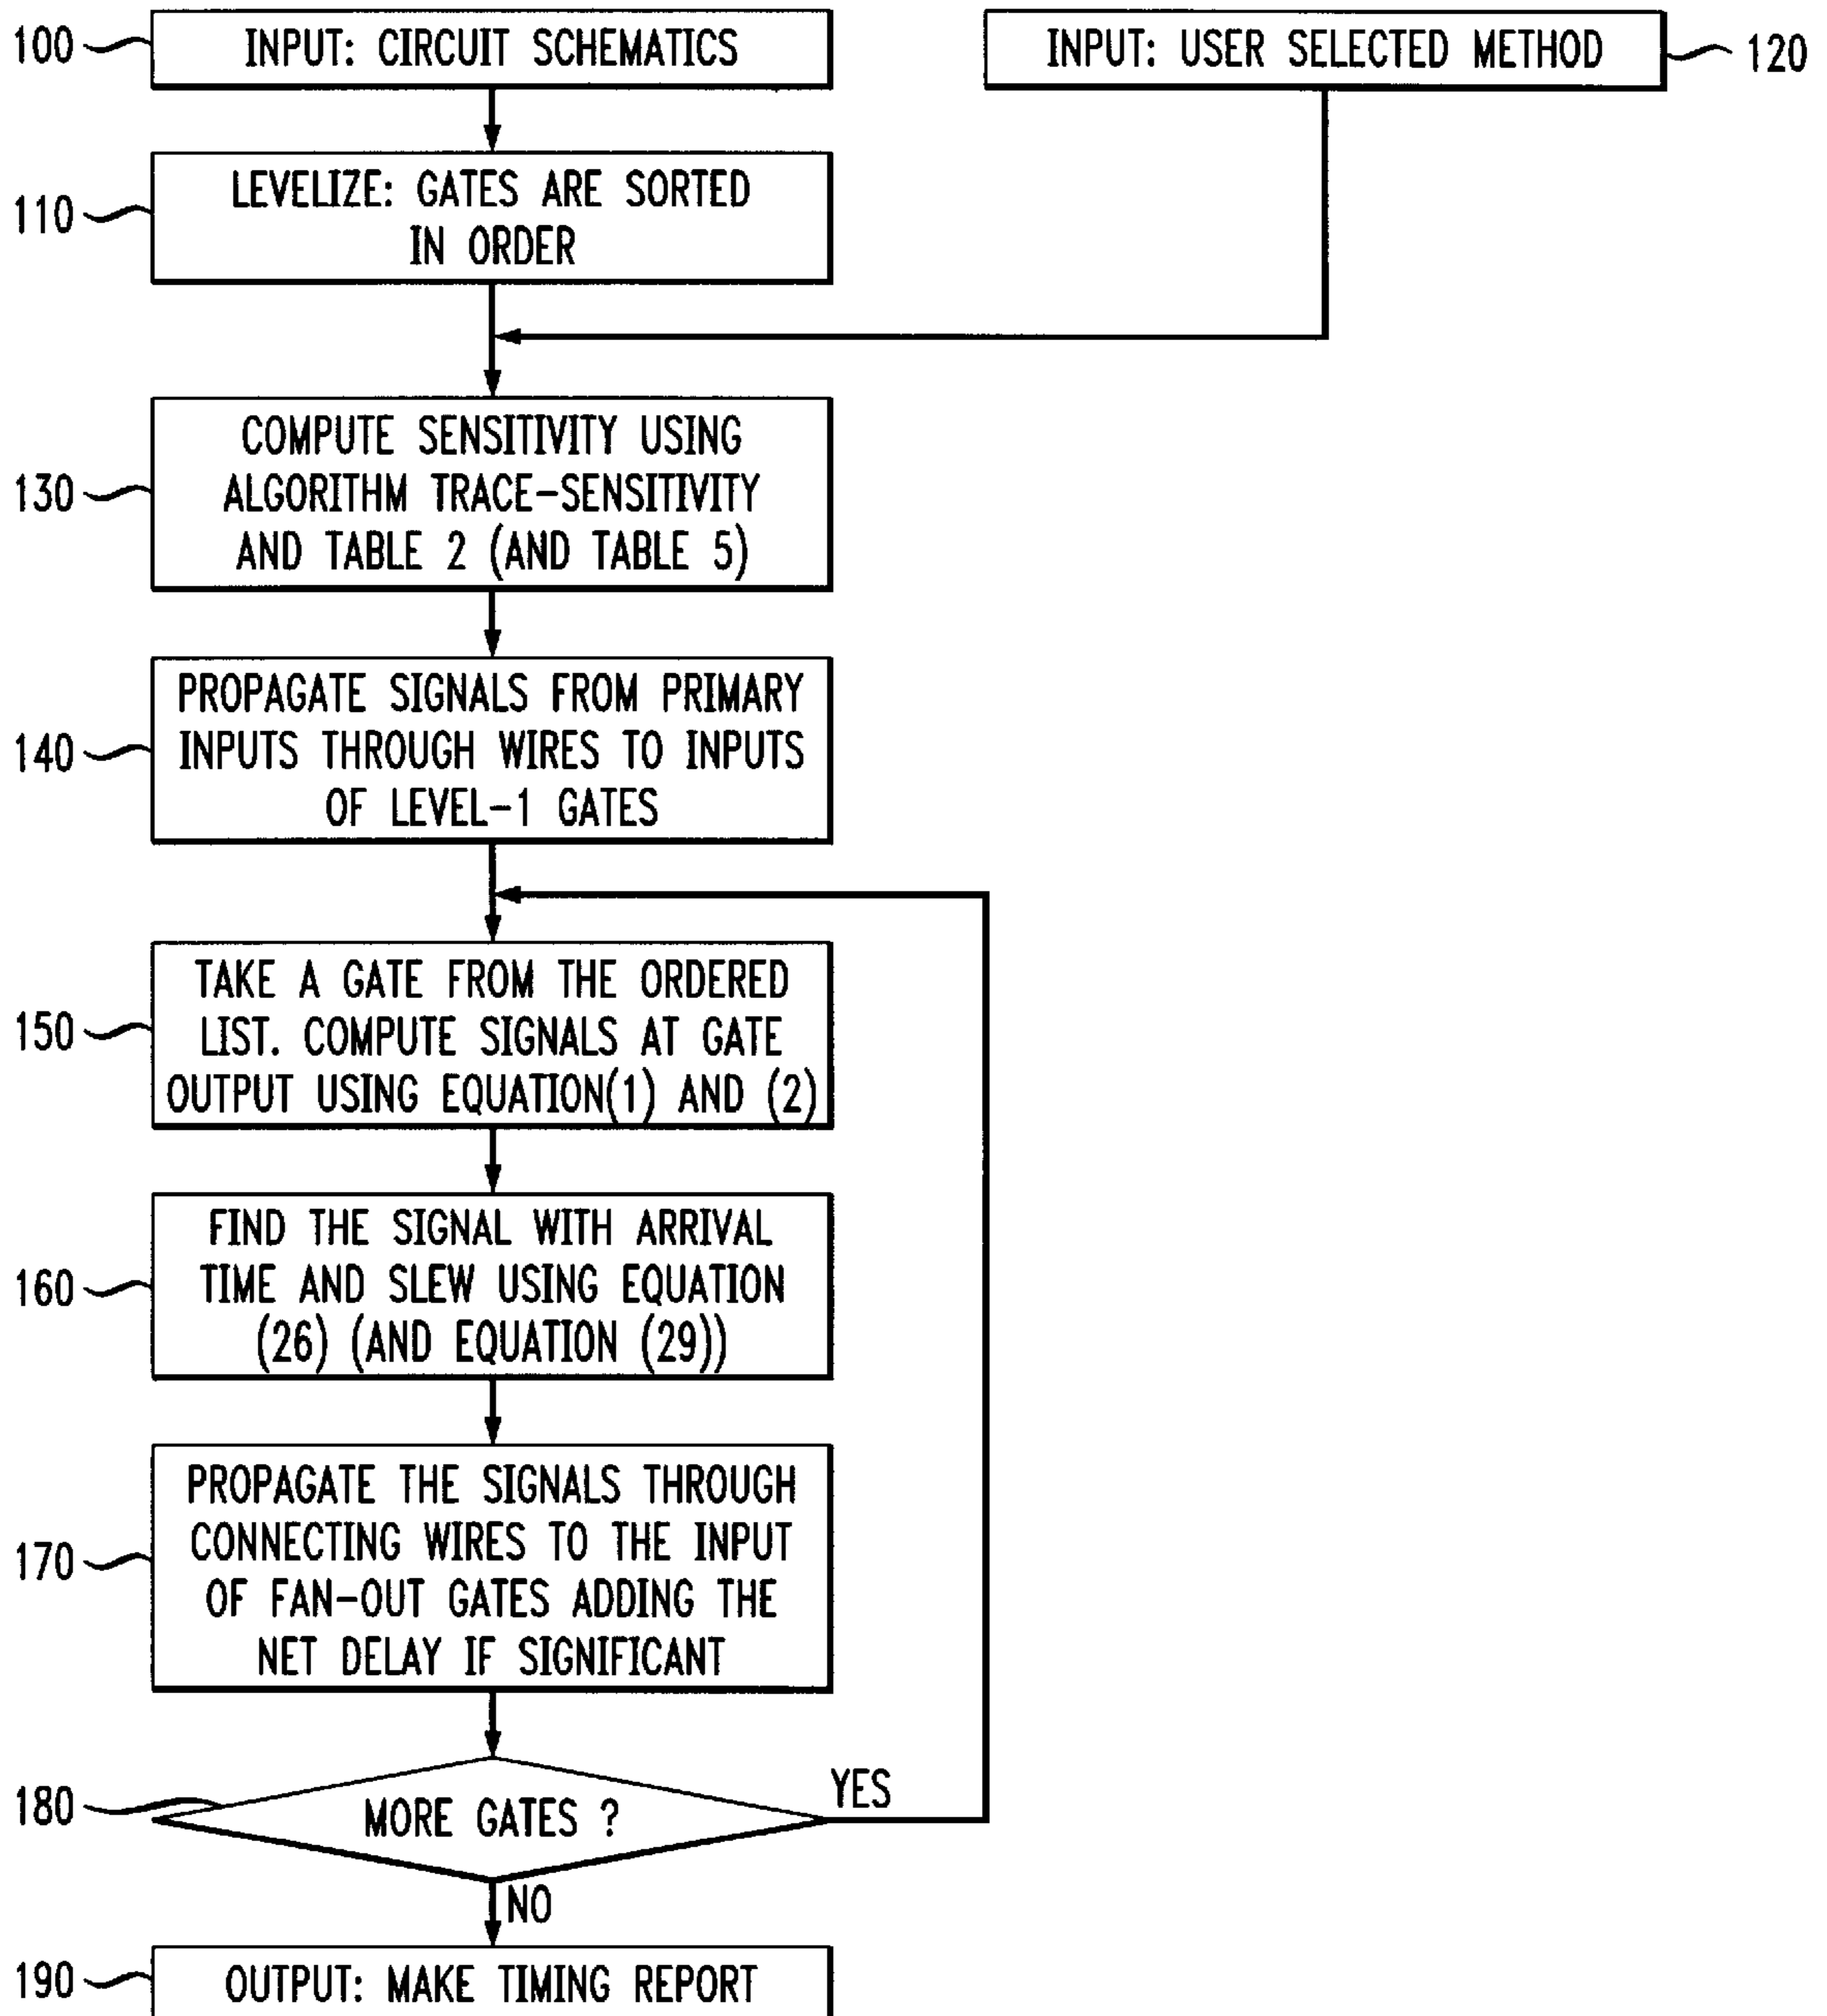 100
INPUT: CIRCUIT SCHEMATICS
INPUT: USER SELECTED METHOD
120
110
LEVELIZE: GATES ARE SORTED
IN ORDER
130
COMPUTE SENSITIVITY USING
ALGORITHM TRACE-SENSITIVITY
AND TABLE 2 (AND TABLE 5)
140
PROPAGATE SIGNALS FROM PRIMARY
INPUTS THROUGH WIRES TO INPUTS
OF LEVEL-1 GATES
150
TAKE A GATE FROM THE ORDERED
LIST. COMPUTE SIGNALS AT GATE
OUTPUT USING EQUATION(1) AND (2)
160
FIND THE SIGNAL WITH ARRIVAL
TIME AND SLEW USING EQUATION
(26) (AND EQUATION (29))
170
PROPAGATE THE SIGNALS THROUGH
CONNECTING WIRES TO THE INPUT
OF FAN-OUT GATES ADDING THE
NET DELAY IF SIGNIFICANT
180
MORE GATES ?
YES
NO
190
OUTPUT: MAKE TIMING REPORT